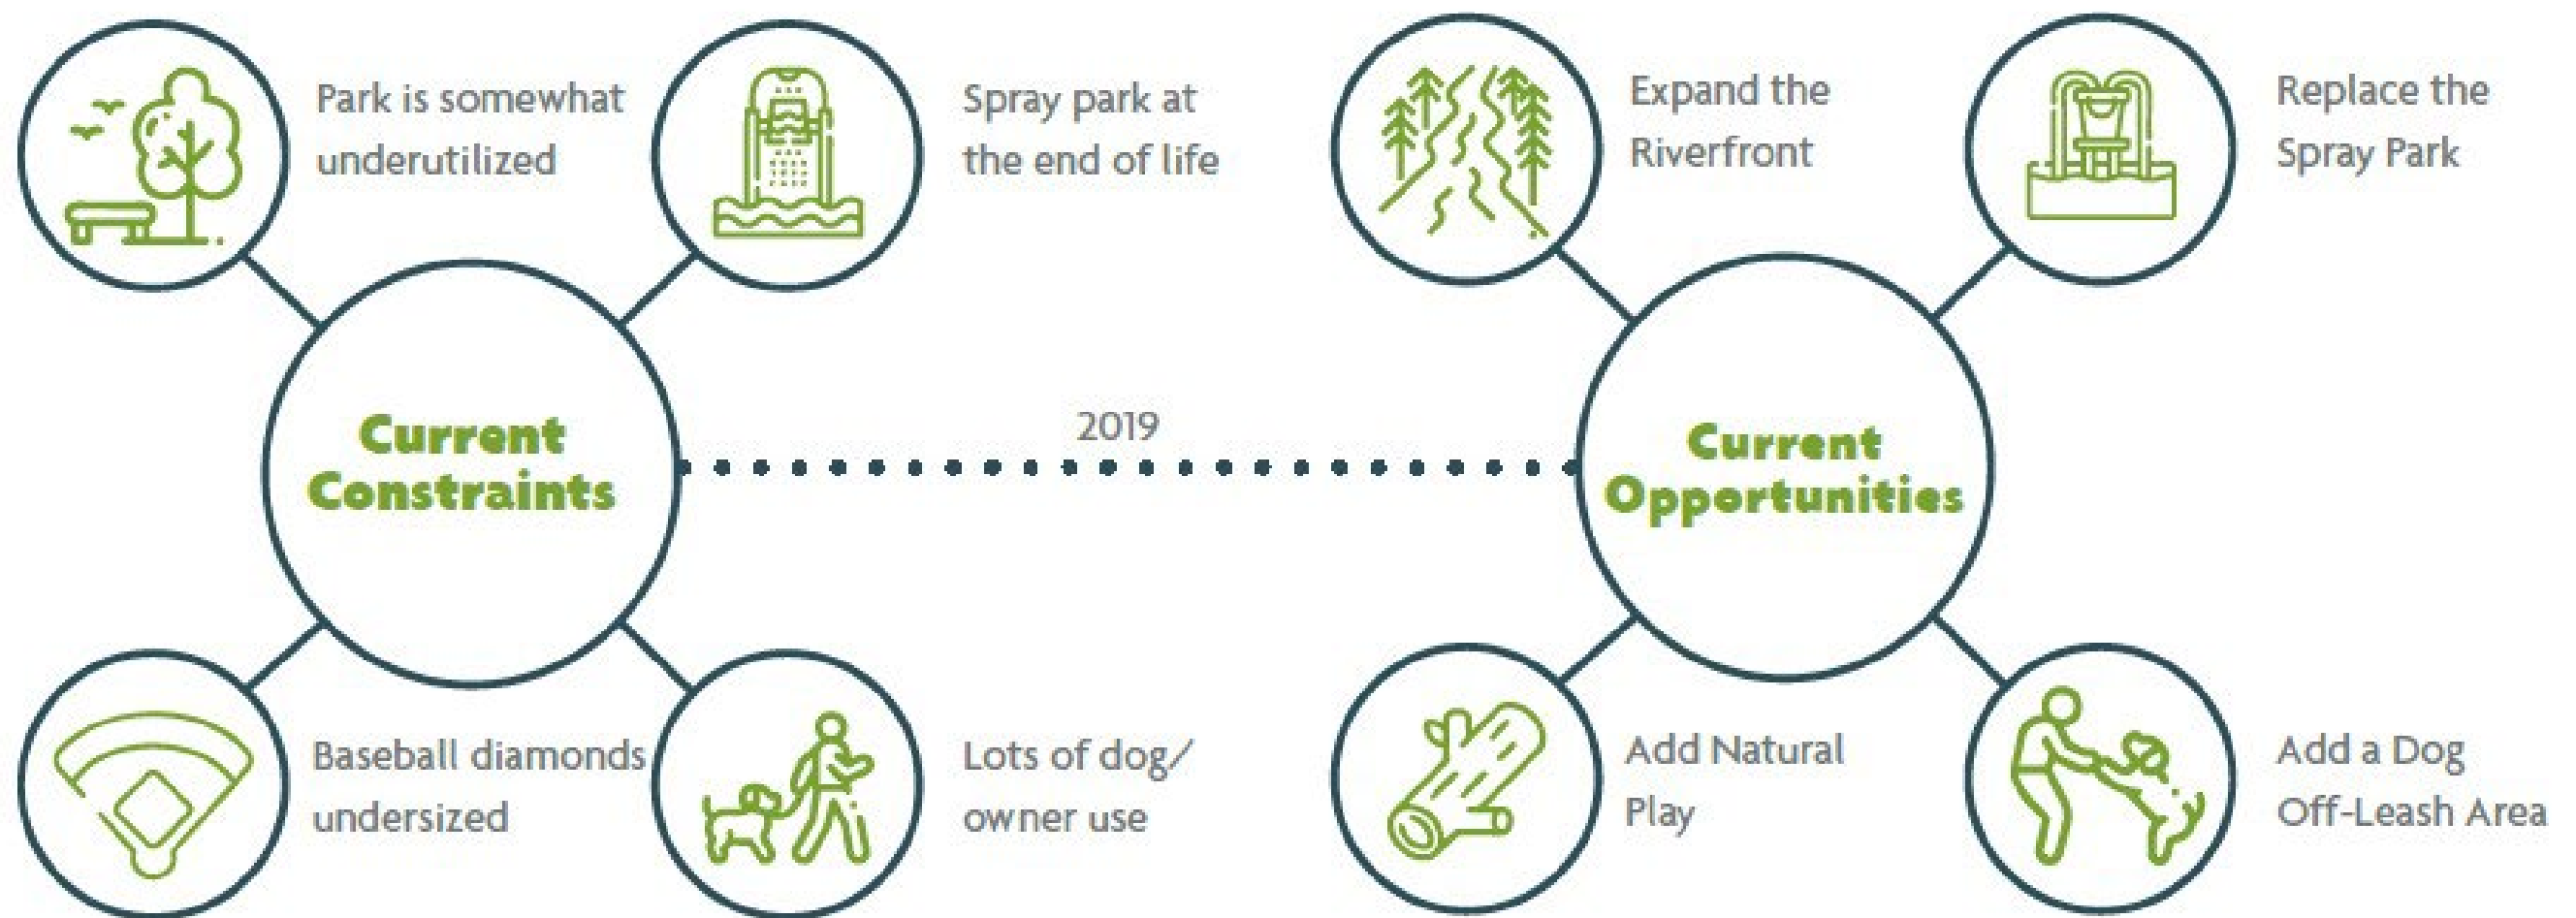 Park is somewhat
underutilized
Spray park at
the end of life
Expand the
Riverfront
Replace the
Spray Park
Current
Constraints
2019
Current
Opportunities
Baseball diamonds
undersized
Lots of dog/
owner use
Add Natural
Play
Add a Dog
Off-Leash Area